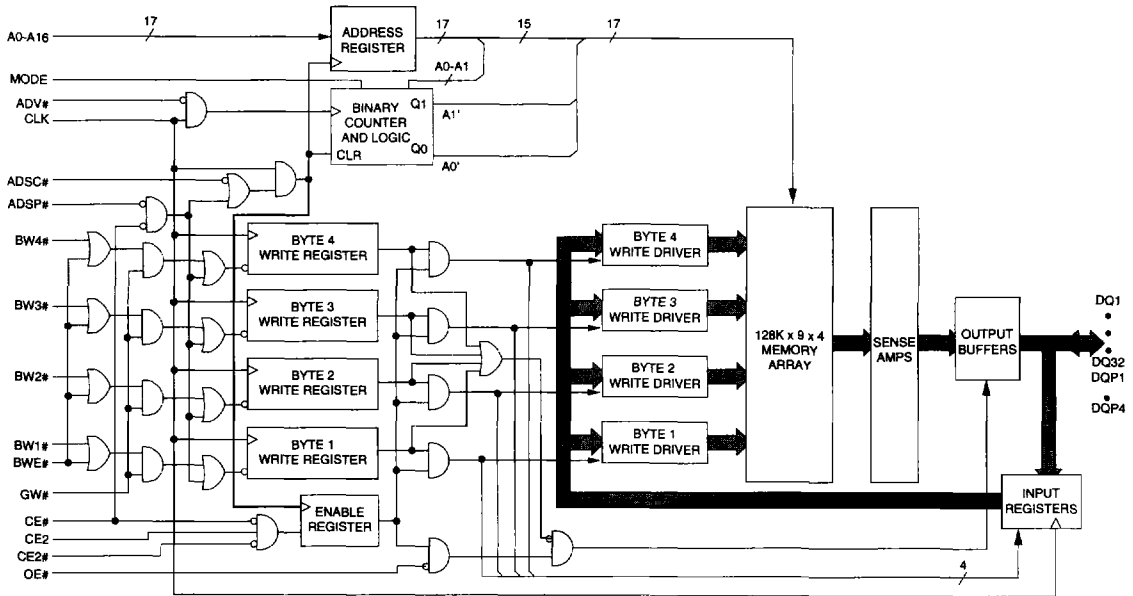 17
17
15
17
A0-A16
ADDRESS
REGISTER
A0-A1
MODE
ADV#
CLK
BINARY
COUNTER
AND LOGIC
Q1
Q0
CLR
A1'
A0'
ADSC#
ADSP#
BW4#
BYTE 4
WRITE REGISTER
BYTE 4
WRITE DRIVER
BW3#
BYTE 3
WRITE REGISTER
BYTE 3
WRITE DRIVER
128K x 9 x 4
MEMORY
ARRAY
SENSE
AMPS
OUTPUT
BUFFERS
DQ1
DQ32
DQP1
DQP4
BW2#
BYTE 2
WRITE REGISTER
BYTE 2
WRITE DRIVER
BW1#
BWE#
BYTE 1
WRITE REGISTER
BYTE 1
WRITE DRIVER
GW#
CE#
CE2
CE2#
OE#
ENABLE
REGISTER
INPUT
REGISTERS
4